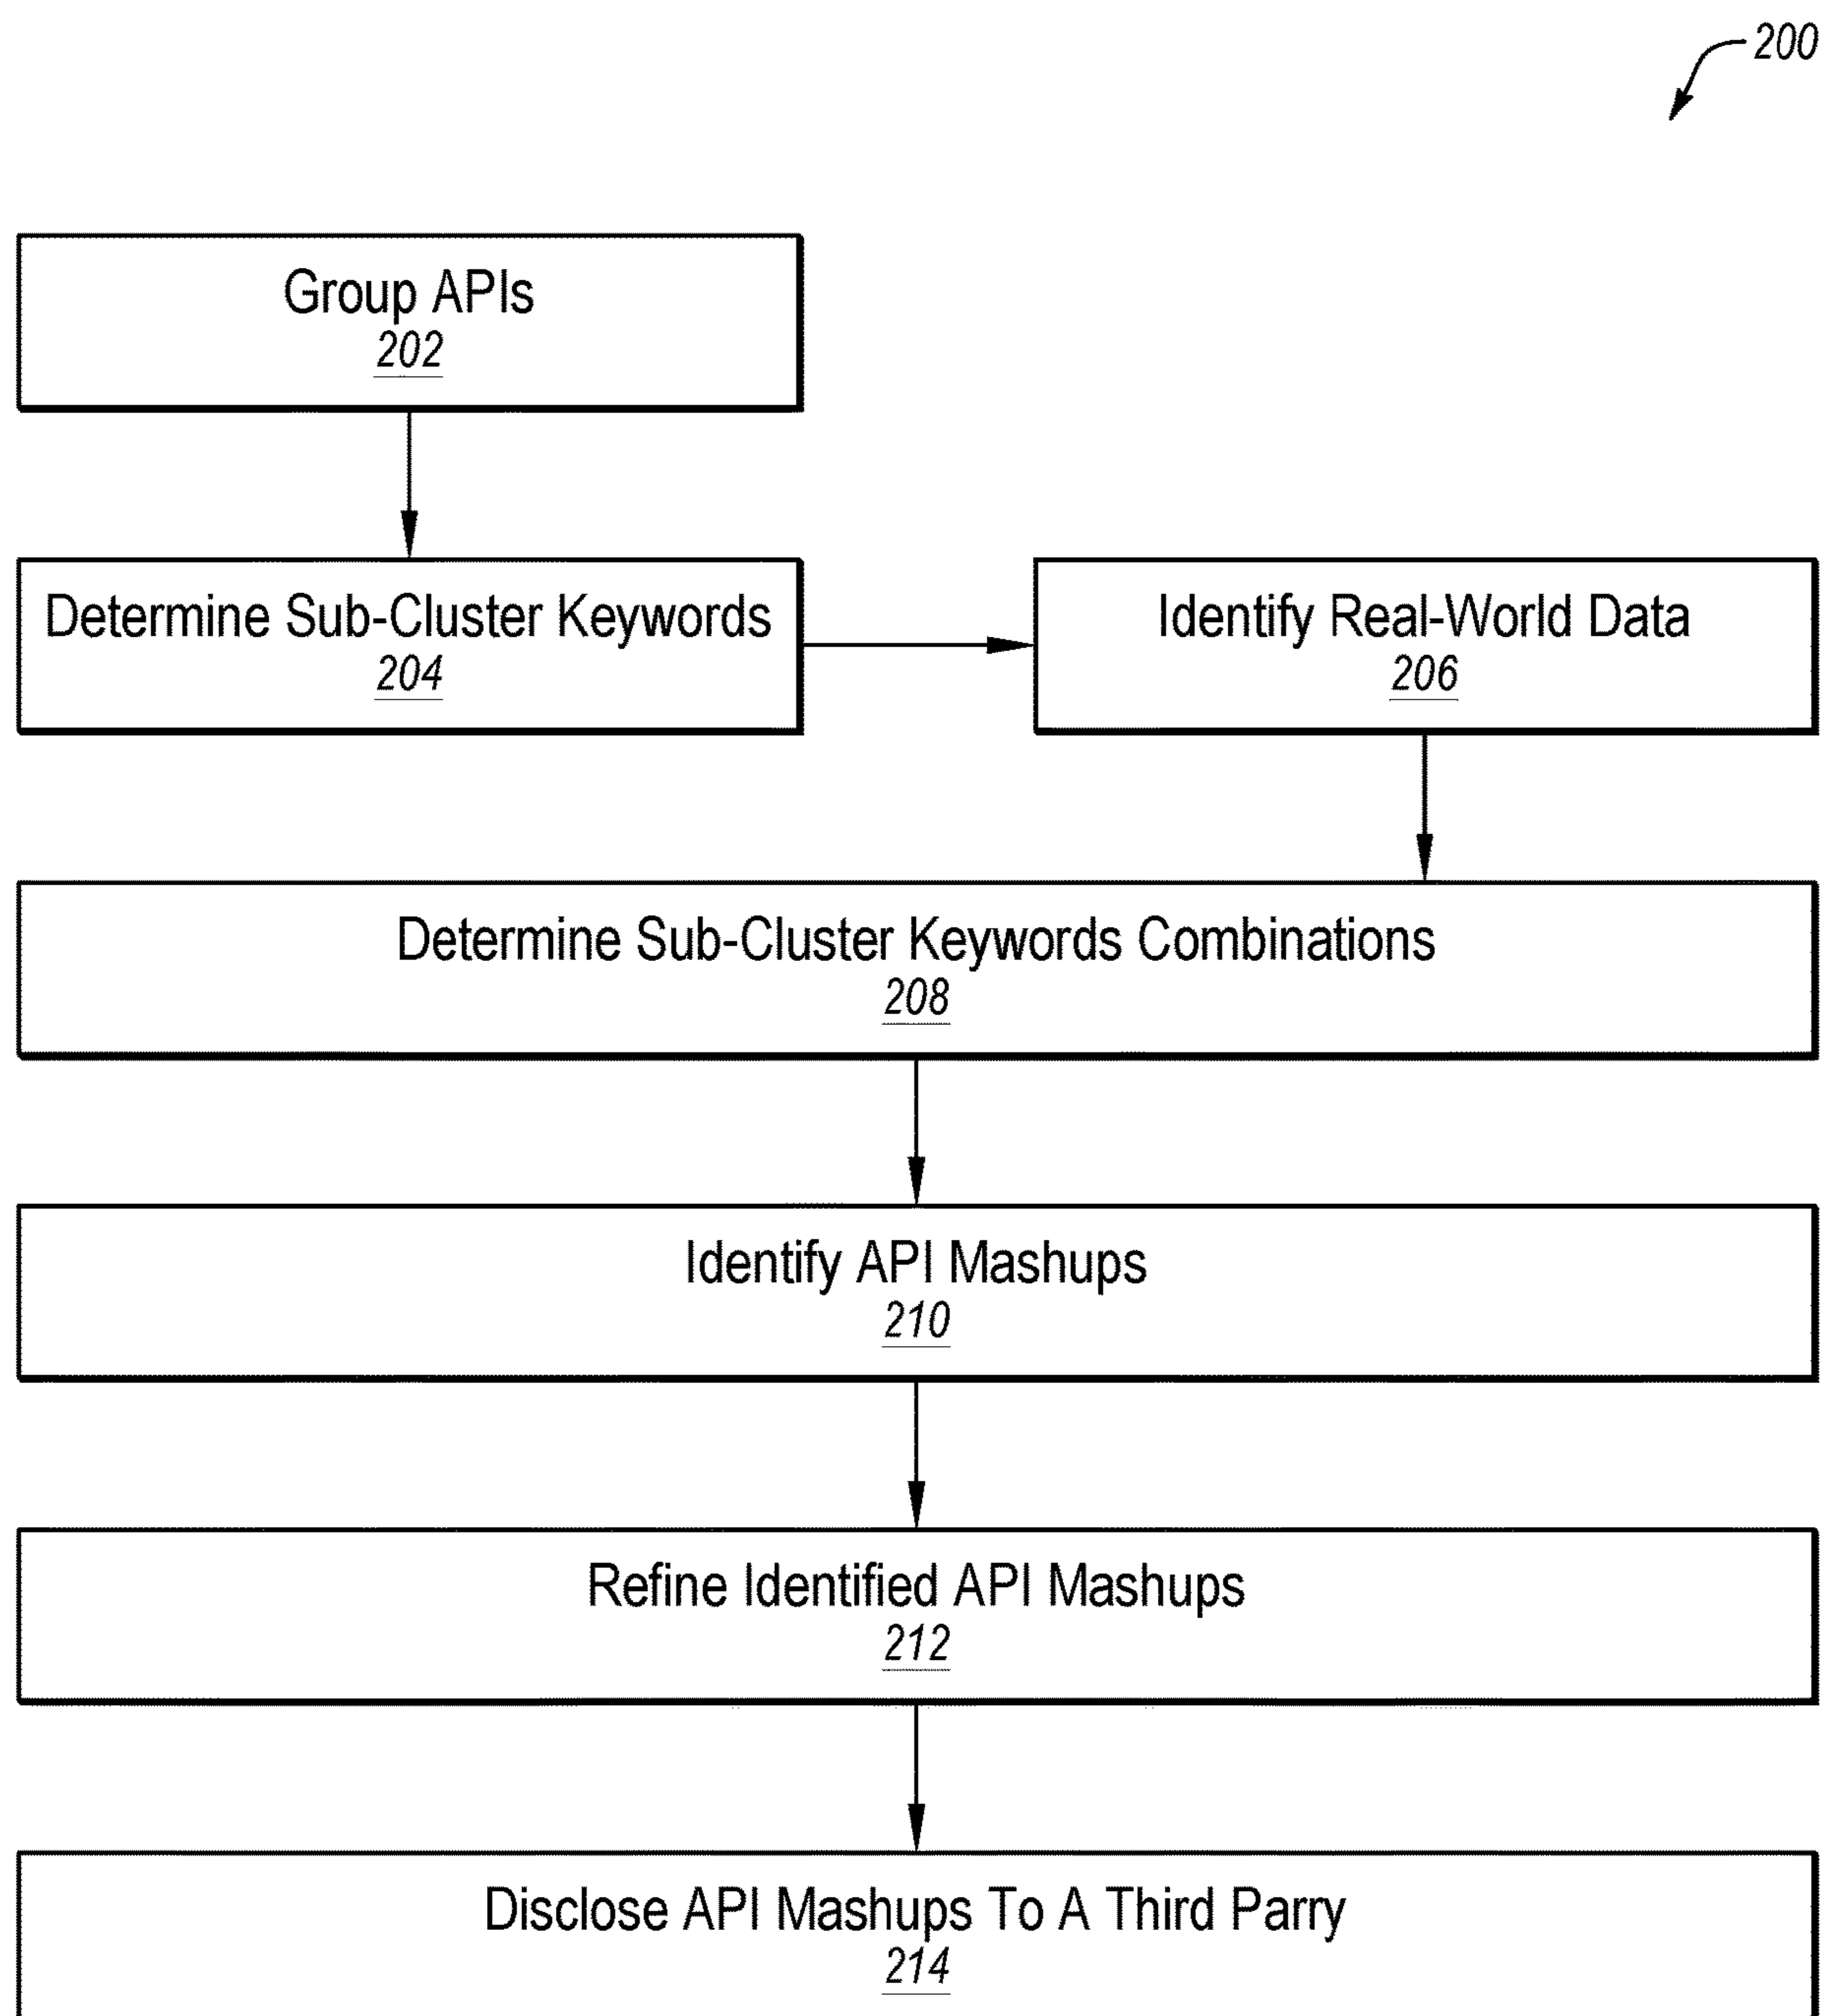 200
Group APIs
202
Determine Sub-Cluster Keywords
204
Identify Real-World Data
206
Determine Sub-Cluster Keywords Combinations
208
Identify API Mashups
210
Refine Identified API Mashups
212
Disclose API Mashups To A Third Parry
214